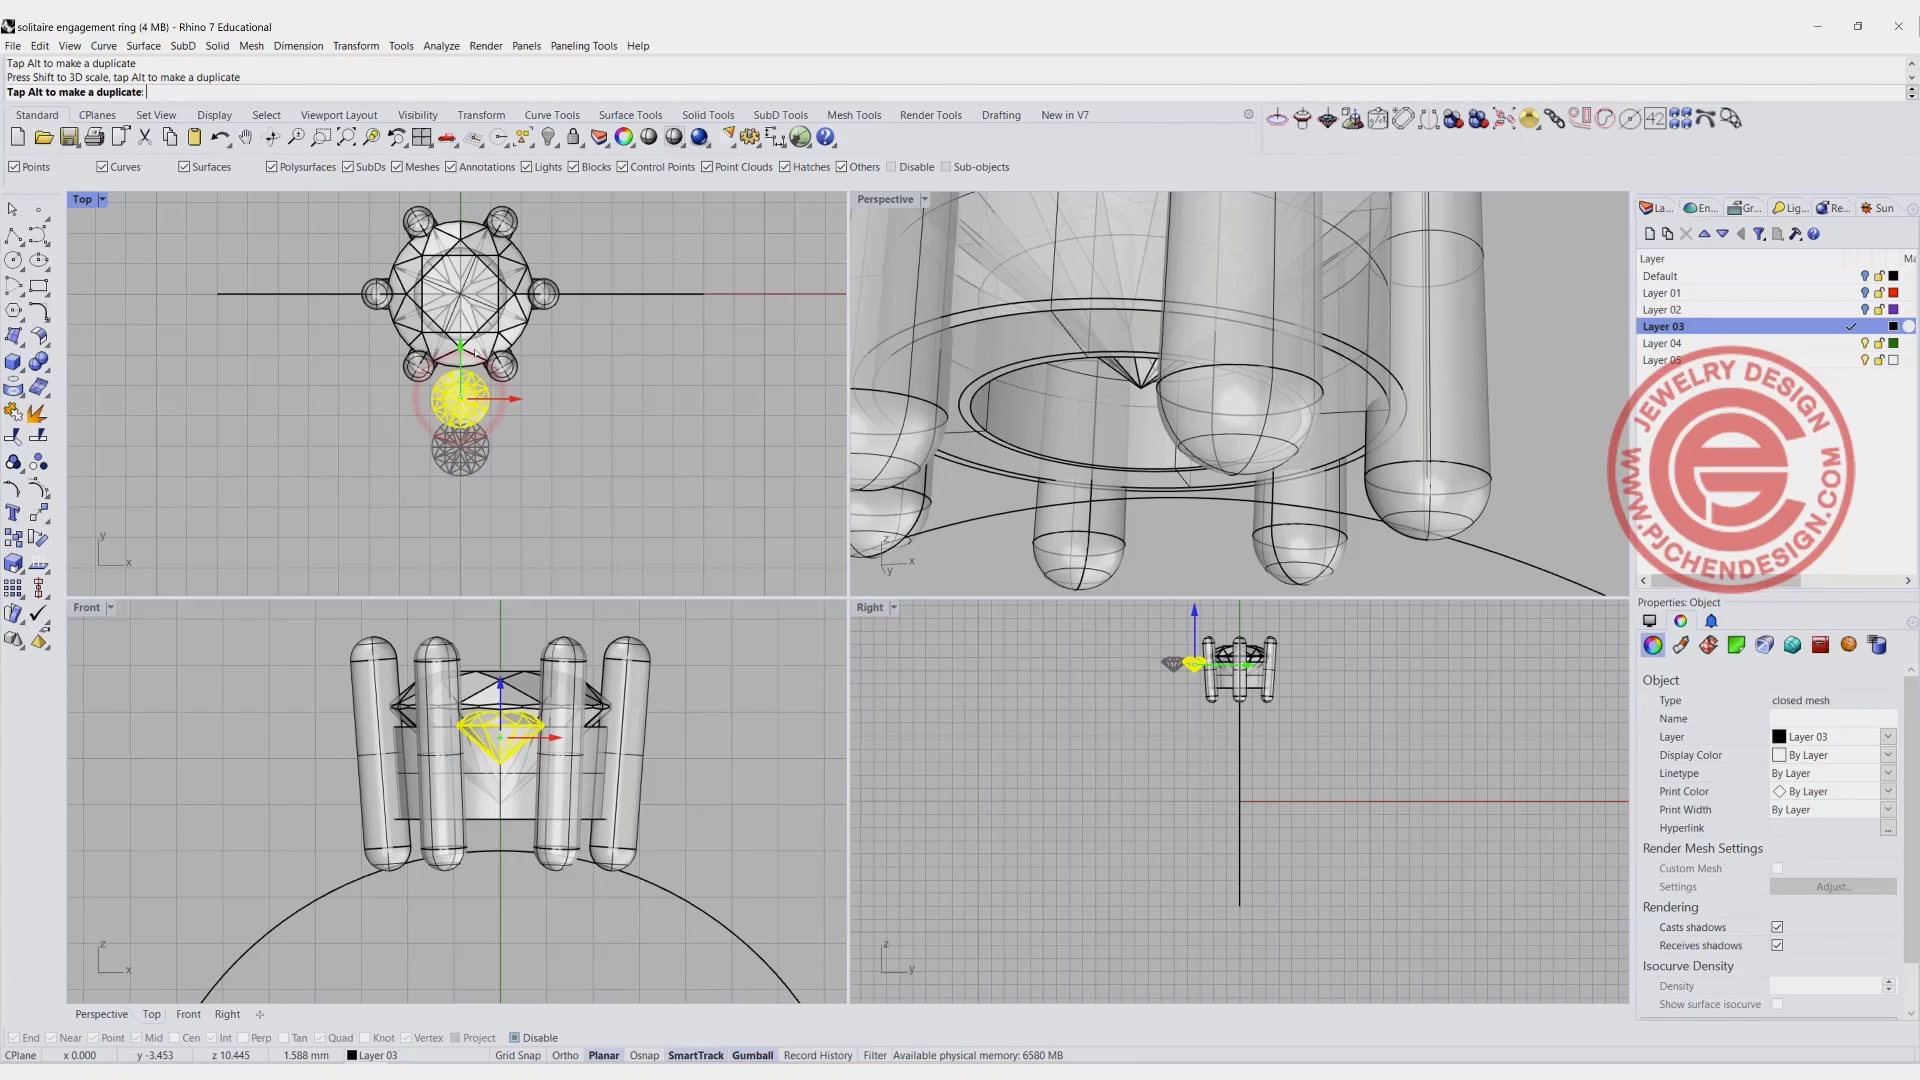 solitaire engagement ring (4 MB) - Rhino 7 Educational
File Edit View Curve Surface SubD Solid Mesh Dimension Transform Tools Analyze Render Panels Paneling Tools Help
Tap Alt to make a duplicate
Press Shift to 3D scale, tap Alt to make a duplicate
Tap Alt to make a duplicate:
Standard CPlanes Set View Display Select Viewport Layout Visibility Transform Curve Tools Surface Tools Solid Tools SubD Tools Mesh Tools Render Tools Drafting New in V7
Points Curves Surfaces Polysurfaces SubDs Meshes Annotations Lights Blocks Control Points Point Clouds Hatches Others Disable Sub-objects
Top
Perspective
La... En... Gr... Lig... Re... Sun
Layer Ma
Default
Layer 01
Layer 02
Layer 03
Layer 04
Layer 05
JEWELRY DESIGN
WWW.PJCHENDESIGN.COM
y
x
z
x
y
Front
Right
Properties: Object
Object
Type closed mesh
Name
Layer Layer 03
Display Color By Layer
Linetype By Layer
Print Color By Layer
Print Width By Layer
Hyperlink ...
Render Mesh Settings
Custom Mesh
Settings Adjust...
Rendering
Casts shadows
Receives shadows
Isocurve Density
Density
Show surface isocurve
z
x
z
y
Perspective Top Front Right
End Near Point Mid Cen Int Perp Tan Quad Knot Vertex Project Disable
CPlane x 0.000 y -3.453 z 10.445 1.588 mm Layer 03 Grid Snap Ortho Planar Osnap SmartTrack Gumball Record History Filter Available physical memory: 6580 MB